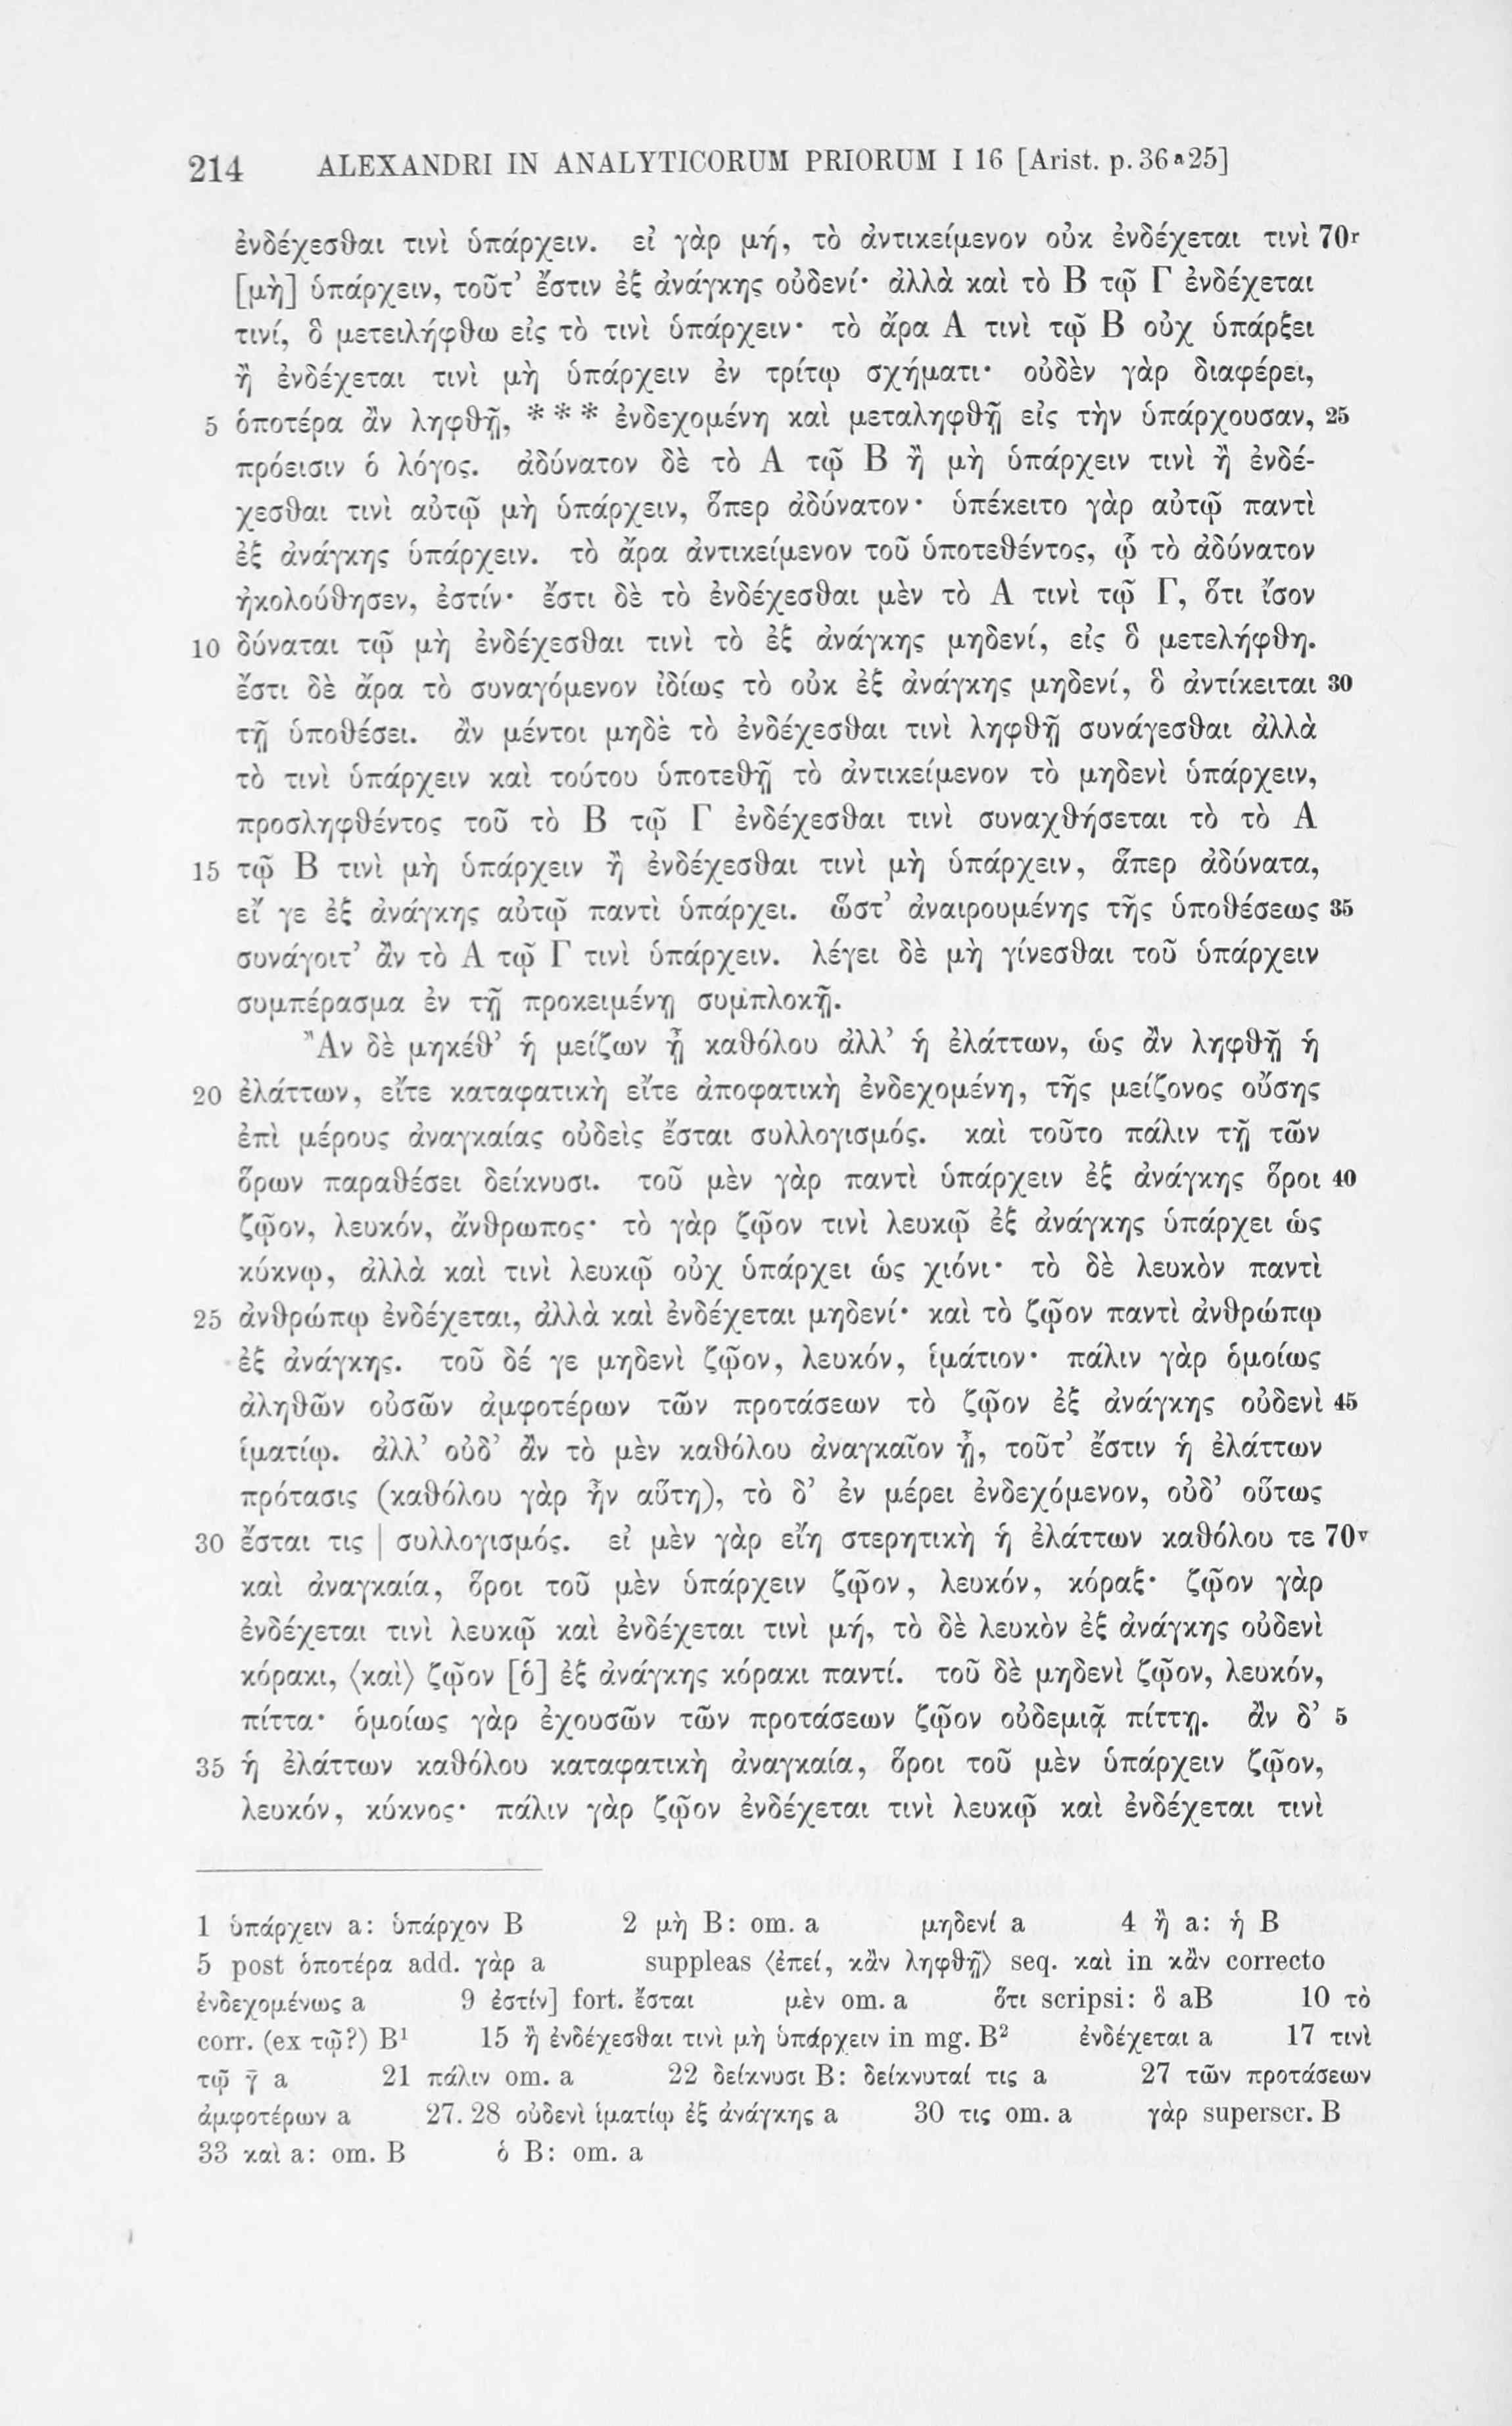 214 ALEXANDRI IN ANALYTICORUM PRIORUM I 16 [Arist. p. 36ᵃ25]
ἐνδέχεσθαι τινὶ ὑπάρχειν. εἰ γὰρ μή, τὸ ἀντικείμενον οὐκ ἐνδέχεται τινὶ 70r
[μὴ] ὑπάρχειν, τοῦτ’ ἔστιν ἐξ ἀνάγκης οὐδενί· ἀλλὰ καὶ τὸ Β τῷ Γ ἐνδέχεται
τινί, ὃ μετειλήφθω εἰς τὸ τινὶ ὑπάρχειν· τὸ ἄρα Α τινὶ τῷ Β οὐχ ὑπάρξει
ἢ ἐνδέχεται τινὶ μὴ ὑπάρχειν ἐν τρίτῳ σχήματι· οὐδὲν γὰρ διαφέρει,
5 ὁποτέρα ἂν ληφθῇ, * * * ἐνδεχομένη καὶ μεταληφθῇ εἰς τὴν ὑπάρχουσαν, 25
πρόεισιν ὁ λόγος. ἀδύνατον δὲ τὸ Α τῷ Β ἢ μὴ ὑπάρχειν τινὶ ἢ ἐνδέ-
χεσθαι τινὶ αὐτῷ μὴ ὑπάρχειν, ὅπερ ἀδύνατον· ὑπέκειτο γὰρ αὐτῷ παντὶ
ἐξ ἀνάγκης ὑπάρχειν. τὸ ἄρα ἀντικείμενον τοῦ ὑποτεθέντος, ᾧ τὸ ἀδύνατον
ἠκολούθησεν, ἐστίν· ἔστι δὲ τὸ ἐνδέχεσθαι μὲν τὸ Α τινὶ τῷ Γ, ὅτι ἴσον
10 δύναται τῷ μὴ ἐνδέχεσθαι τινὶ τὸ ἐξ ἀνάγκης μηδενί, εἰς ὃ μετελήφθη.
ἔστι δὲ ἄρα τὸ συναγόμενον ἰδίως τὸ οὐκ ἐξ ἀνάγκης μηδενί, ὃ ἀντίκειται 30
τῇ ὑποθέσει. ἂν μέντοι μηδὲ τὸ ἐνδέχεσθαι τινὶ ληφθῇ συνάγεσθαι ἀλλὰ
τὸ τινὶ ὑπάρχειν καὶ τούτου ὑποτεθῇ τὸ ἀντικείμενον τὸ μηδενὶ ὑπάρχειν,
προσληφθέντος τοῦ τὸ Β τῷ Γ ἐνδέχεσθαι τινὶ συναχθήσεται τὸ τὸ Α
15 τῷ Β τινὶ μὴ ὑπάρχειν ἢ ἐνδέχεσθαι τινὶ μὴ ὑπάρχειν, ἅπερ ἀδύνατα,
εἴ γε ἐξ ἀνάγκης αὐτῷ παντὶ ὑπάρχει. ὥστ’ ἀναιρουμένης τῆς ὑποθέσεως 35
συνάγοιτ’ ἂν τὸ Α τῷ Γ τινὶ ὑπάρχειν. λέγει δὲ μὴ γίνεσθαι τοῦ ὑπάρχειν
συμπέρασμα ἐν τῇ προκειμένῃ συμπλοκῇ.
Ἂν δὲ μηκέθ’ ἡ μείζων ᾖ καθόλου ἀλλ’ ἡ ἐλάττων, ὡς ἂν ληφθῇ ἡ
20 ἐλάττων, εἴτε καταφατικὴ εἴτε ἀποφατικὴ ἐνδεχομένη, τῆς μείζονος οὔσης
ἐπὶ μέρους ἀναγκαίας οὐδεὶς ἔσται συλλογισμός. καὶ τοῦτο πάλιν τῇ τῶν
ὅρων παραθέσει δείκνυσι. τοῦ μὲν γὰρ παντὶ ὑπάρχειν ἐξ ἀνάγκης ὅροι 40
ζῷον, λευκόν, ἄνθρωπος· τὸ γὰρ ζῷον τινὶ λευκῷ ἐξ ἀνάγκης ὑπάρχει ὡς
κύκνῳ, ἀλλὰ καὶ τινὶ λευκῷ οὐχ ὑπάρχει ὡς χιόνι· τὸ δὲ λευκὸν παντὶ
25 ἀνθρώπῳ ἐνδέχεται, ἀλλὰ καὶ ἐνδέχεται μηδενί· καὶ τὸ ζῷον παντὶ ἀνθρώπῳ
ἐξ ἀνάγκης. τοῦ δέ γε μηδενὶ ζῷον, λευκόν, ἱμάτιον· πάλιν γὰρ ὁμοίως
ἀληθῶν οὐσῶν ἀμφοτέρων τῶν προτάσεων τὸ ζῷον ἐξ ἀνάγκης οὐδενὶ 45
ἱματίῳ. ἀλλ’ οὐδ’ ἂν τὸ μὲν καθόλου ἀναγκαῖον ᾖ, τοῦτ’ ἔστιν ἡ ἐλάττων
πρότασις (καθόλου γὰρ ἦν αὕτη), τὸ δ’ ἐν μέρει ἐνδεχόμενον, οὐδ’ οὕτως
30 ἔσται τις | συλλογισμός. εἰ μὲν γὰρ εἴη στερητικὴ ἡ ἐλάττων καθόλου τε 70v
καὶ ἀναγκαία, ὅροι τοῦ μὲν ὑπάρχειν ζῷον, λευκόν, κόραξ· ζῷον γὰρ
ἐνδέχεται τινὶ λευκῷ καὶ ἐνδέχεται τινὶ μή, τὸ δὲ λευκὸν ἐξ ἀνάγκης οὐδενὶ
κόρακι, ⟨καὶ⟩ ζῷον [ὁ] ἐξ ἀνάγκης κόρακι παντί. τοῦ δὲ μηδενὶ ζῷον, λευκόν,
πίττα· ὁμοίως γὰρ ἐχουσῶν τῶν προτάσεων ζῷον οὐδεμιᾷ πίττῃ. ἂν δ’ 5
35 ἡ ἐλάττων καθόλου καταφατικὴ ἀναγκαία, ὅροι τοῦ μὲν ὑπάρχειν ζῷον,
λευκόν, κύκνος· πάλιν γὰρ ζῷον ἐνδέχεται τινὶ λευκῷ καὶ ἐνδέχεται τινὶ
1 ὑπάρχειν a: ὑπάρχον B 2 μὴ B: om. a μηδενί a 4 ἢ a: ἡ B
5 post ὁποτέρα add. γὰρ a suppleas ⟨ἐπεί, κἂν ληφθῇ⟩ seq. καὶ in κἂν correcto
ἐνδεχομένως a 9 ἐστίν] fort. ἔσται μὲν om. a ὅτι scripsi: ὃ aB 10 τὸ
corr. (ex τῷ?) B¹ 15 ἢ ἐνδέχεσθαι τινὶ μὴ ὑπάρχειν in mg. B² ἐνδέχεται a 17 τινὶ
τῷ γ̄ a 21 πάλιν om. a 22 δείκνυσι B: δείκνυταί τις a 27 τῶν προτάσεων
ἀμφοτέρων a 27. 28 οὐδενὶ ἱματίῳ ἐξ ἀνάγκης a 30 τις om. a γὰρ superscr. B
33 καὶ a: om. B ὁ B: om. a